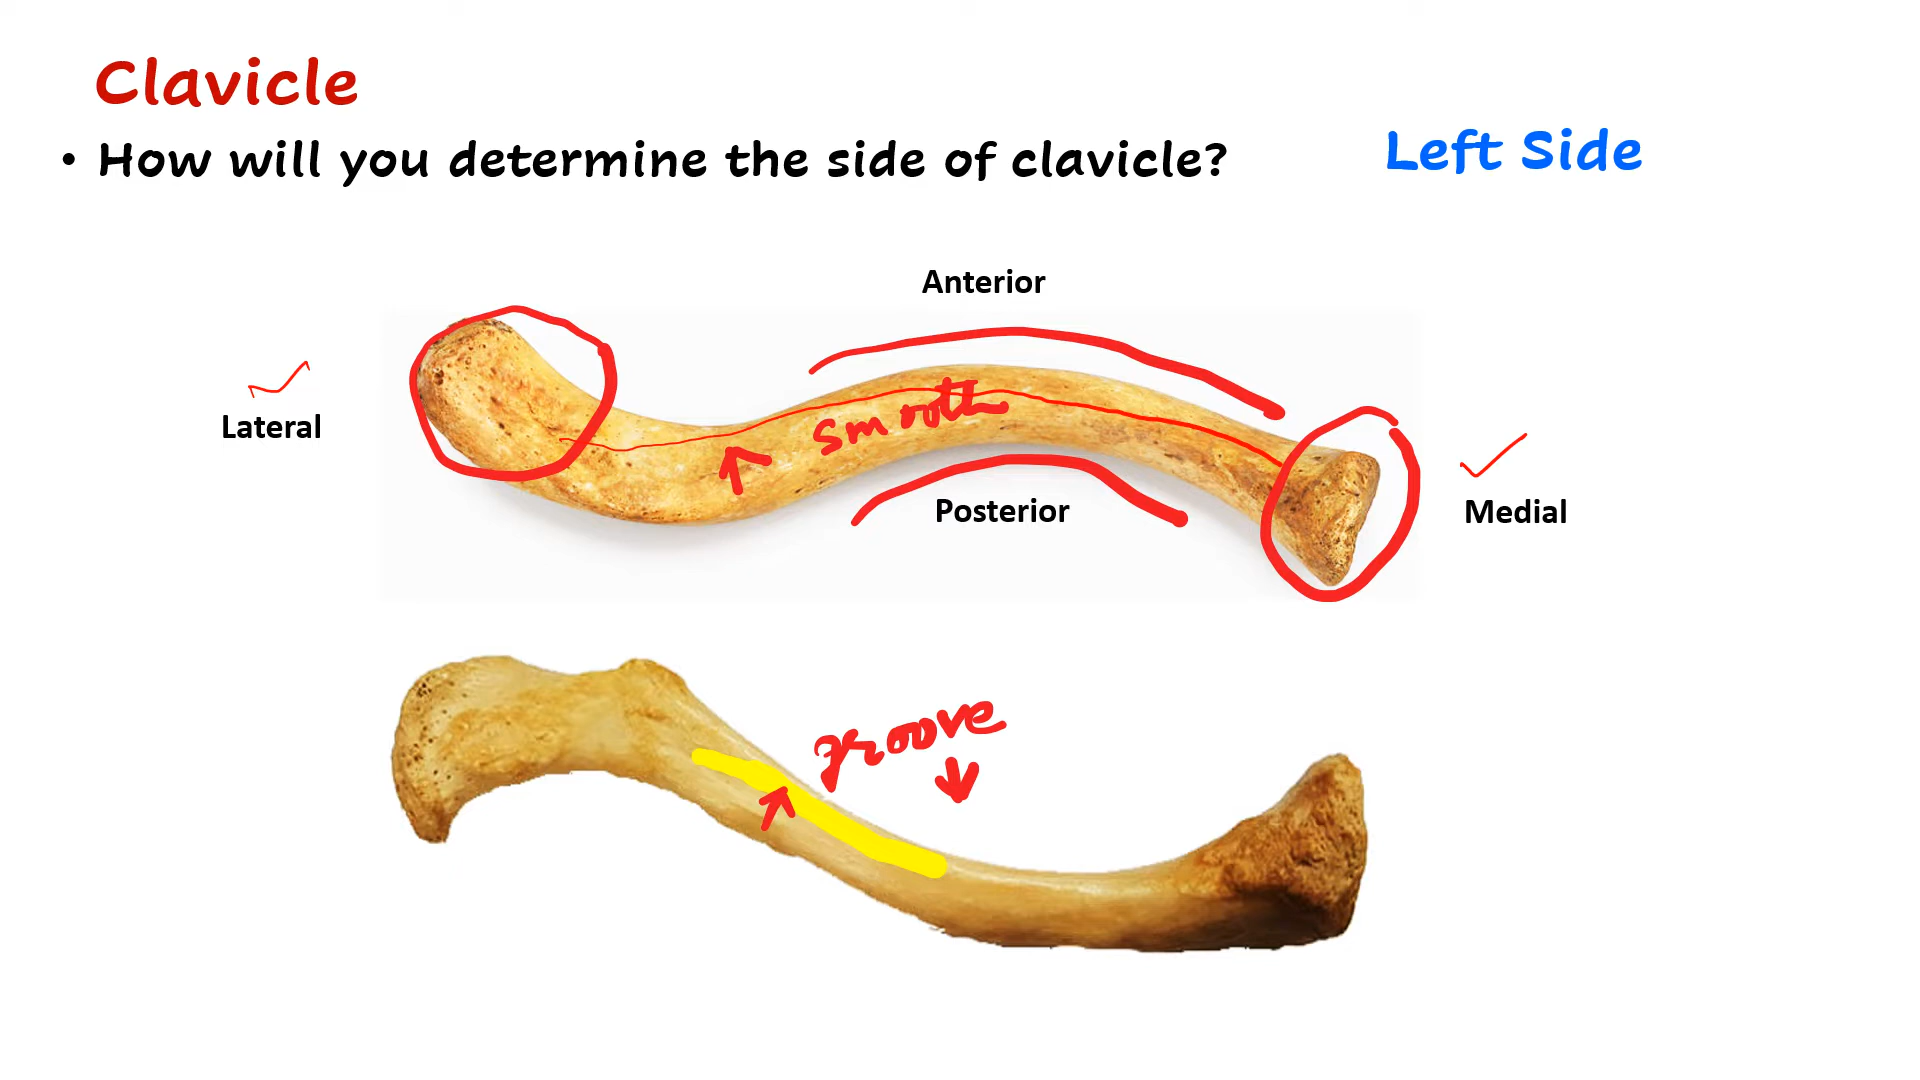 Clavicle
• How will you determine the side of clavicle?
Left Side
Anterior
Lateral
smooth
Posterior
Medial
groove